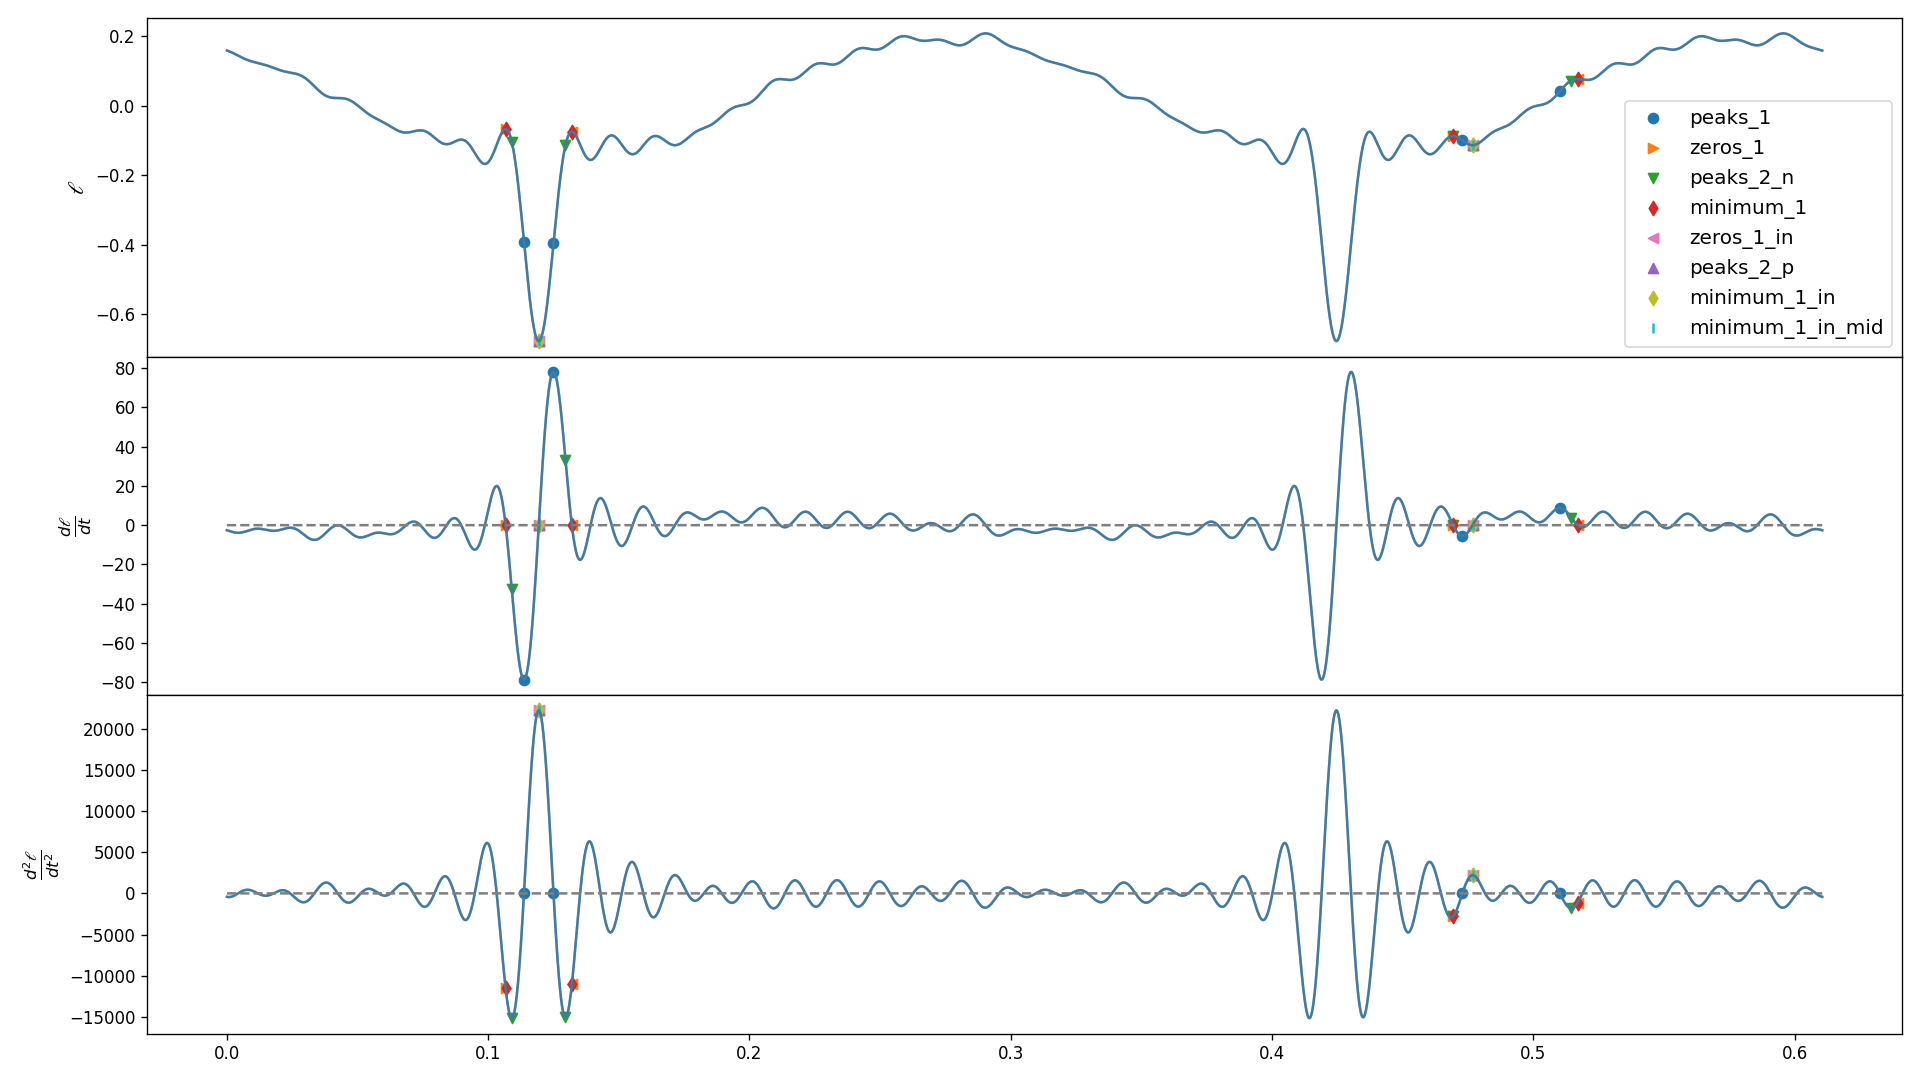 0.2
0.0
−0.2
−0.4
−0.6
ℓ
peaks_1
zeros_1
peaks_2_n
minimum_1
zeros_1_in
peaks_2_p
minimum_1_in
minimum_1_in_mid
80
60
40
20
0
−20
−40
−60
−80
dℓ
dt
20000
15000
10000
5000
0
−5000
−10000
−15000
d²ℓ
dt²
0.0 0.1 0.2 0.3 0.4 0.5 0.6